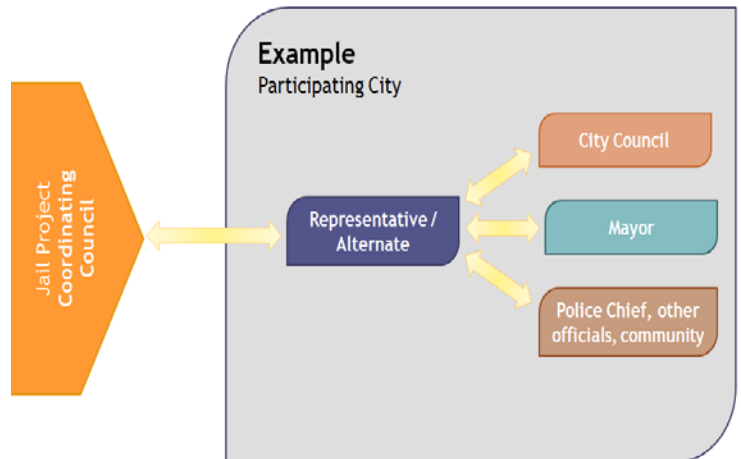 Example
Participating City
Jail Project
Coordinating
Council
Representative /
Alternate
City Council
Mayor
Police Chief, other
officials, community